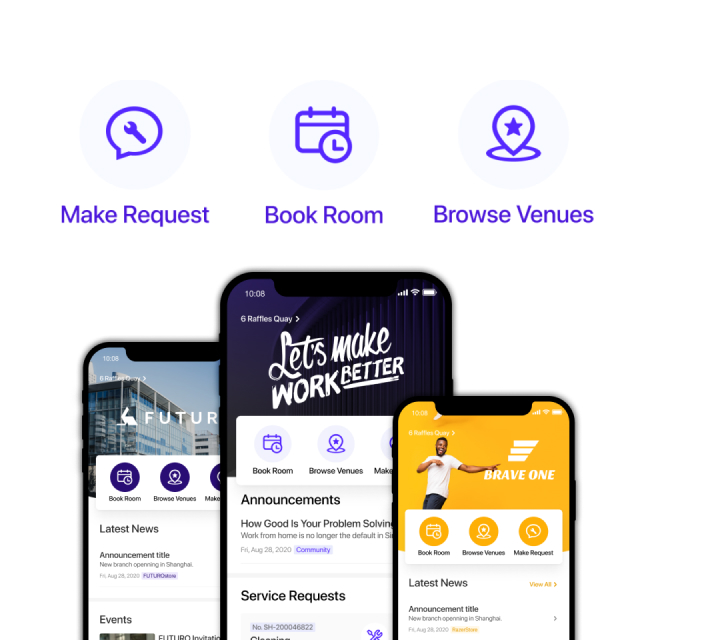 Make Request
Book Room
Browse Venues
10:08
6 Raffles Quay
Let's make
WORK BETTER
Book Room
Browse Venues
Make
Announcements
How Good Is Your Problem Solving
Work from home is no longer the default in Si
Fri, Aug 28, 2020 Community
Service Requests
No. SH-200046822
Cleaning
10:08
6 Raffles Quay
FUTUR
Book Room
Browse Venues
Make
Latest News
Announcement title
New branch openning in Shanghai.
Fri, Aug 28, 2020 FUTUROstore
Events
FUTURO Invitatio
10:08
6 Raffles Quay
BRAVE ONE
Book Room
Browse Venues
Make Request
Latest News
View All
Announcement title
New branch openning in Shanghai.
Fri, Aug 28, 2020